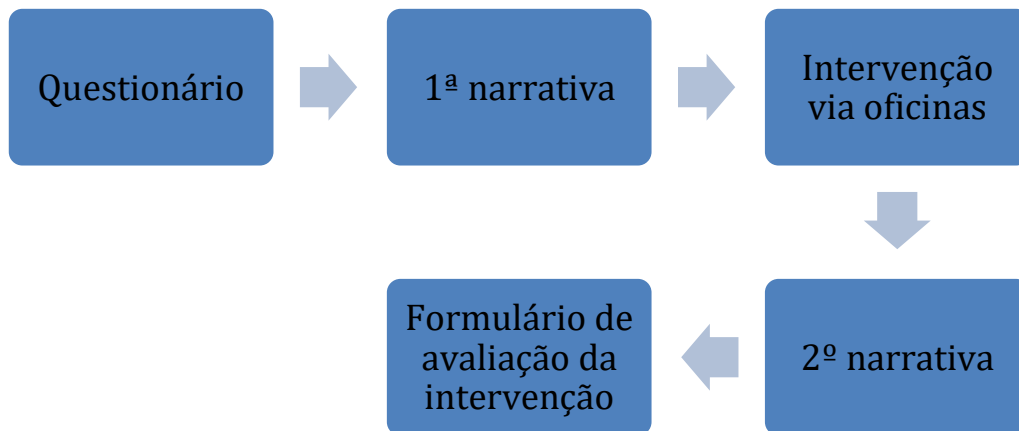 Questionário
1ª narrativa
Intervenção
via oficinas
2º narrativa
Formulário de
avaliação da
intervenção